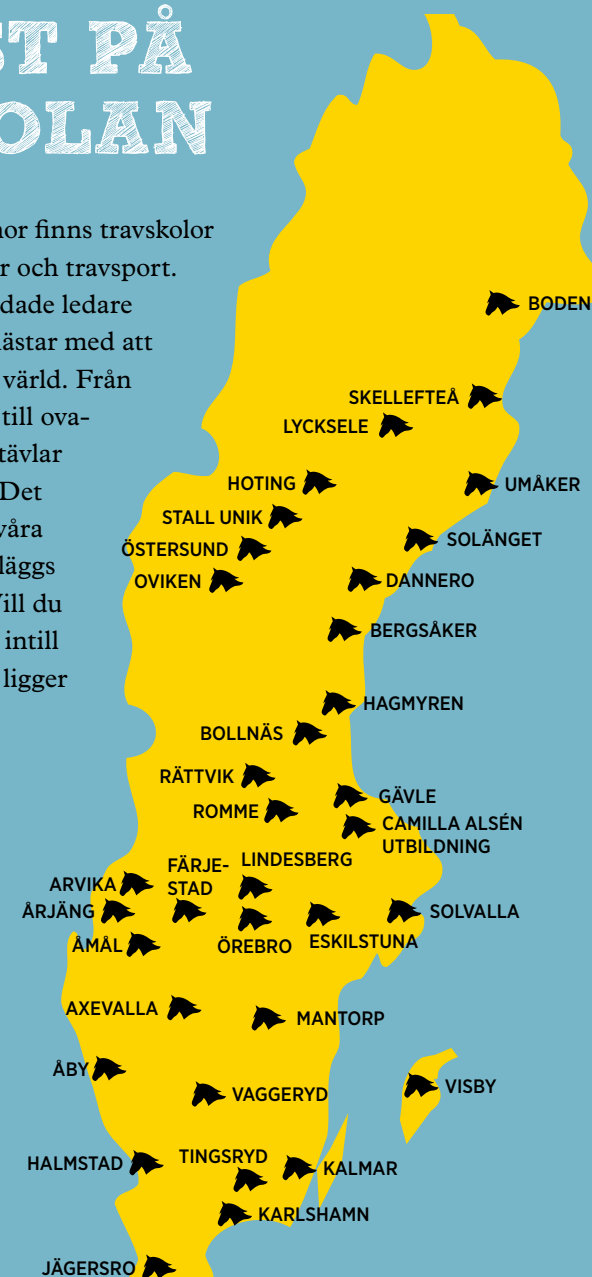 ST PÅ
OLAN
nor finns travskolor
r och travsport.
dade ledare
ästar med att
värld. Från
till ova-
tävlar
Det
våra
läggs
Vill du
intill
ligger
BODEN
SKELLEFTEÅ
LYCKSELE
HOTING
UMÅKER
STALL UNIK
SOLÄNGET
ÖSTERSUND
OVIKEN
DANNERO
BERGSÅKER
HAGMYREN
BOLLNÄS
RÄTTVIK
GÄVLE
ROMME
CAMILLA ALSÉN
UTBILDNING
FÄRJE-
STAD
LINDESBERG
ARVIKA
ÅRJÄNG
SOLVALLA
ÅMÅL
ÖREBRO
ESKILSTUNA
AXEVALLA
MANTORP
ÅBY
VISBY
VAGGERYD
HALMSTAD
TINGSRYD
KALMAR
KARLSHAMN
JÄGERSRO